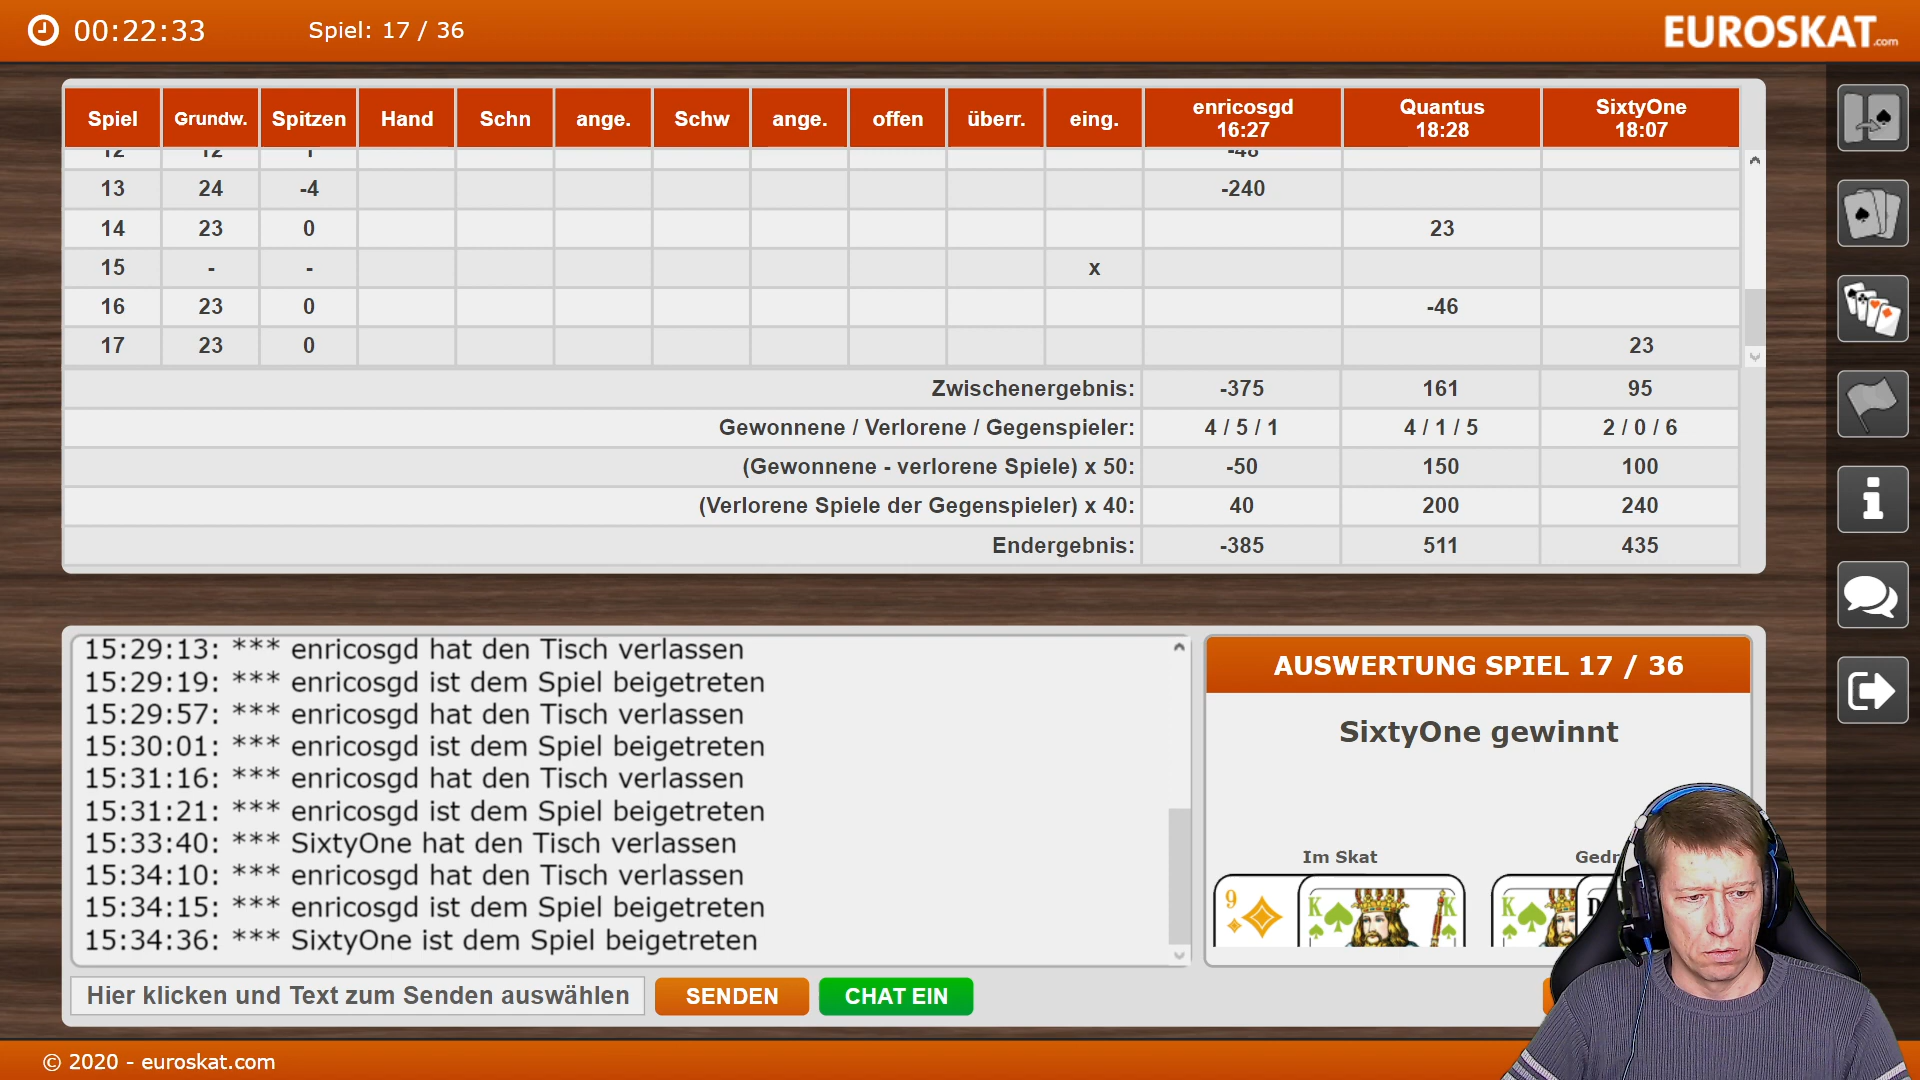 00:22:33 Spiel: 17 / 36 EUROSKAT.com
Spiel Grundw. Spitzen Hand Schn ange. Schw ange. offen überr. eing. enricosgd 16:27 Quantus 18:28 SixtyOne 18:07
12 12 1 -48
13 24 -4 -240
14 23 0 23
15 - - x
16 23 0 -46
17 23 0 23
Zwischenergebnis: -375 161 95
Gewonnene / Verlorene / Gegenspieler: 4 / 5 / 1 4 / 1 / 5 2 / 0 / 6
(Gewonnene - verlorene Spiele) x 50: -50 150 100
(Verlorene Spiele der Gegenspieler) x 40: 40 200 240
Endergebnis: -385 511 435
15:29:13: *** enricosgd hat den Tisch verlassen
15:29:19: *** enricosgd ist dem Spiel beigetreten
15:29:57: *** enricosgd hat den Tisch verlassen
15:30:01: *** enricosgd ist dem Spiel beigetreten
15:31:16: *** enricosgd hat den Tisch verlassen
15:31:21: *** enricosgd ist dem Spiel beigetreten
15:33:40: *** SixtyOne hat den Tisch verlassen
15:34:10: *** enricosgd hat den Tisch verlassen
15:34:15: *** enricosgd ist dem Spiel beigetreten
15:34:36: *** SixtyOne ist dem Spiel beigetreten
Hier klicken und Text zum Senden auswählen SENDEN CHAT EIN
AUSWERTUNG SPIEL 17 / 36
SixtyOne gewinnt
Im Skat Gedr
9 K K K D
© 2020 - euroskat.com